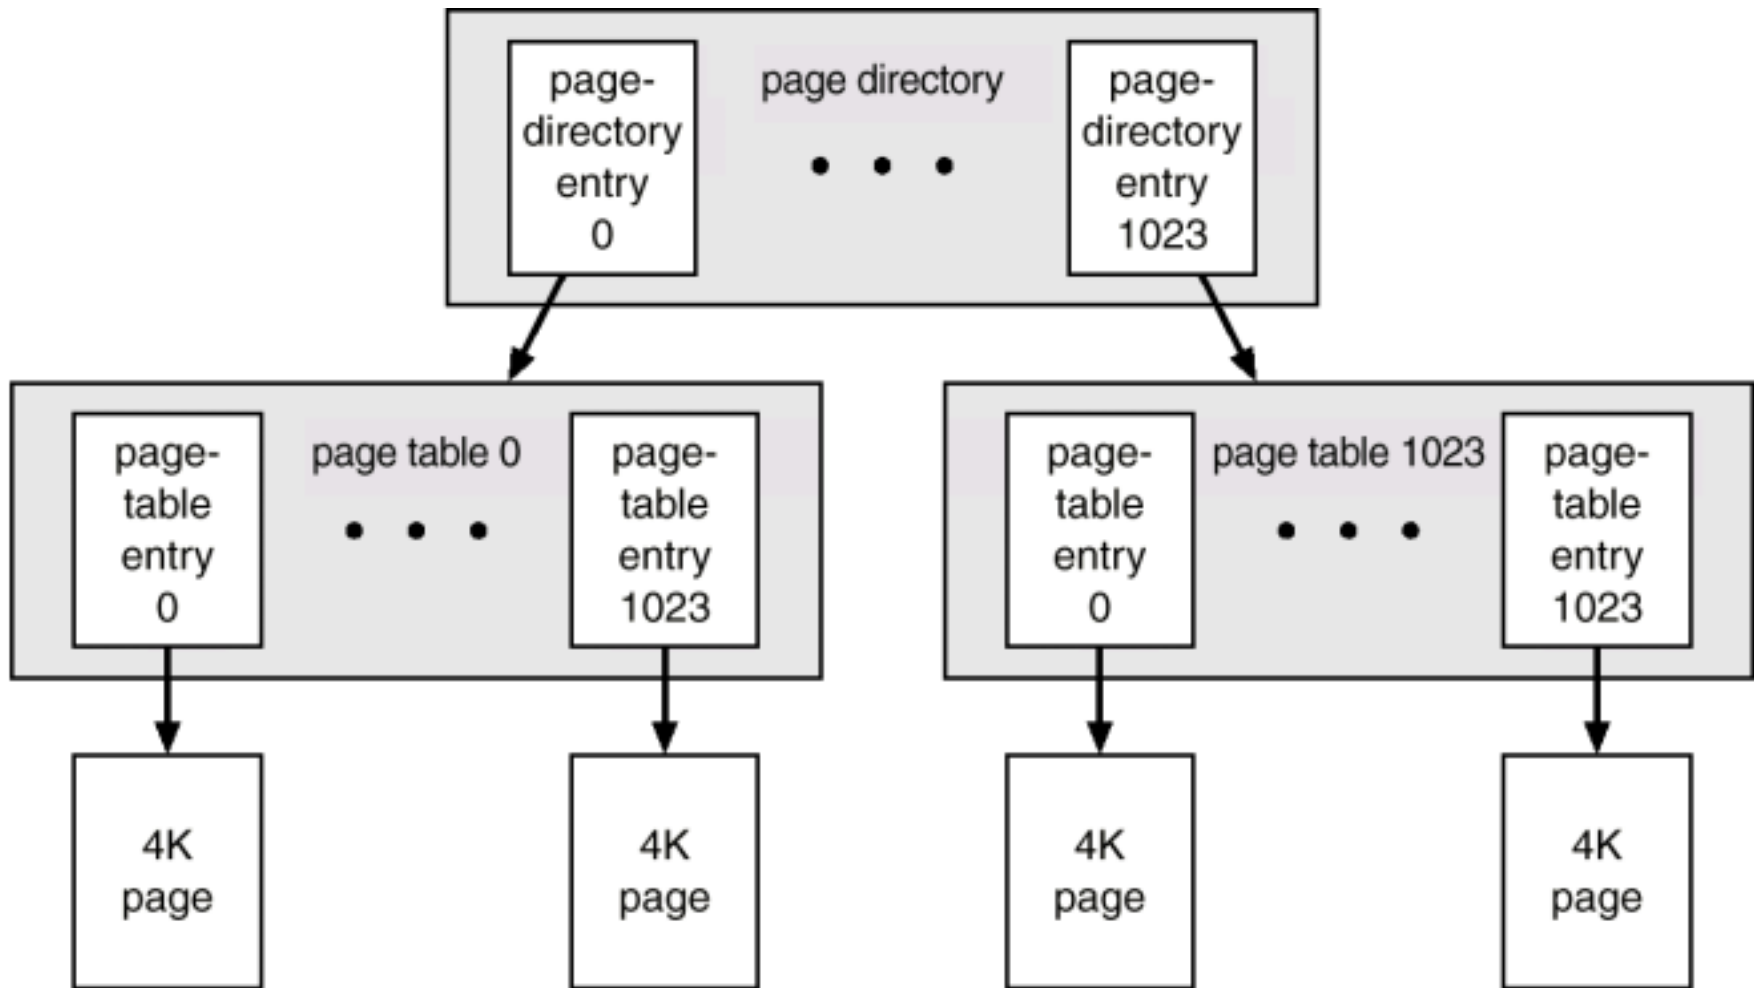 page-
directory
entry
0
page directory
page-
directory
entry
1023
page-
table
entry
0
page table 0
page-
table
entry
1023
page-
table
entry
0
page table 1023
page-
table
entry
1023
4K
page
4K
page
4K
page
4K
page